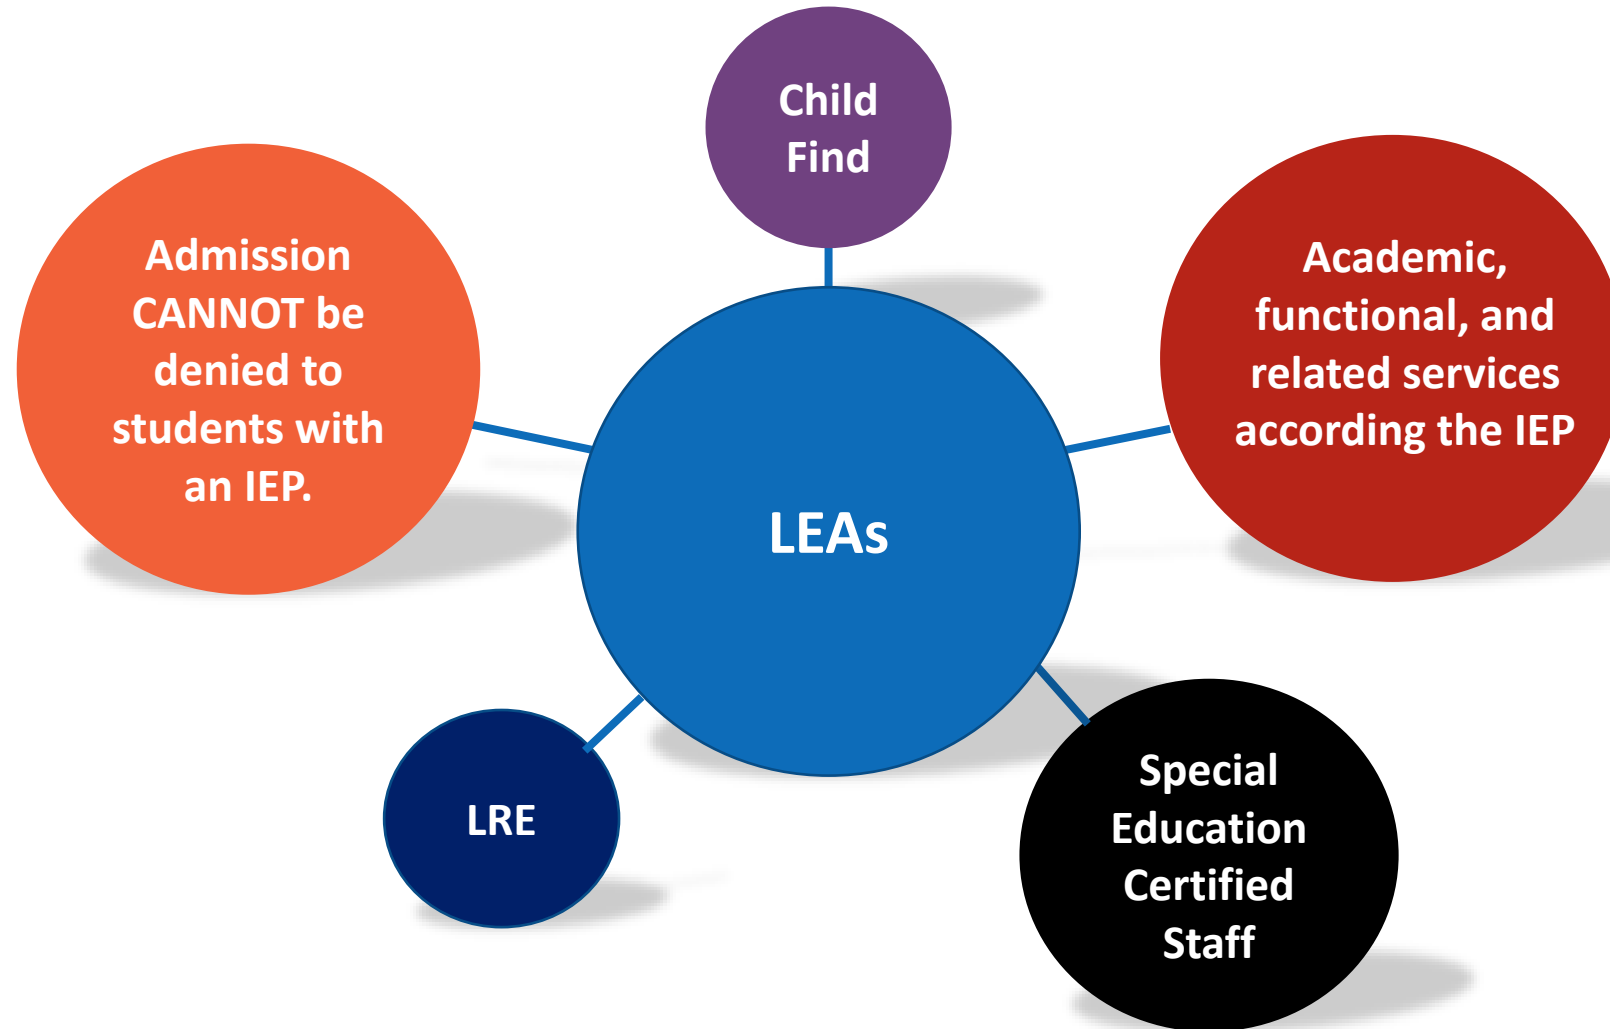 Child
Find
Admission
CANNOT be
denied to
students with
an IEP.
Academic,
functional, and
related services
according the IEP
LEAs
LRE
Special
Education
Certified
Staff